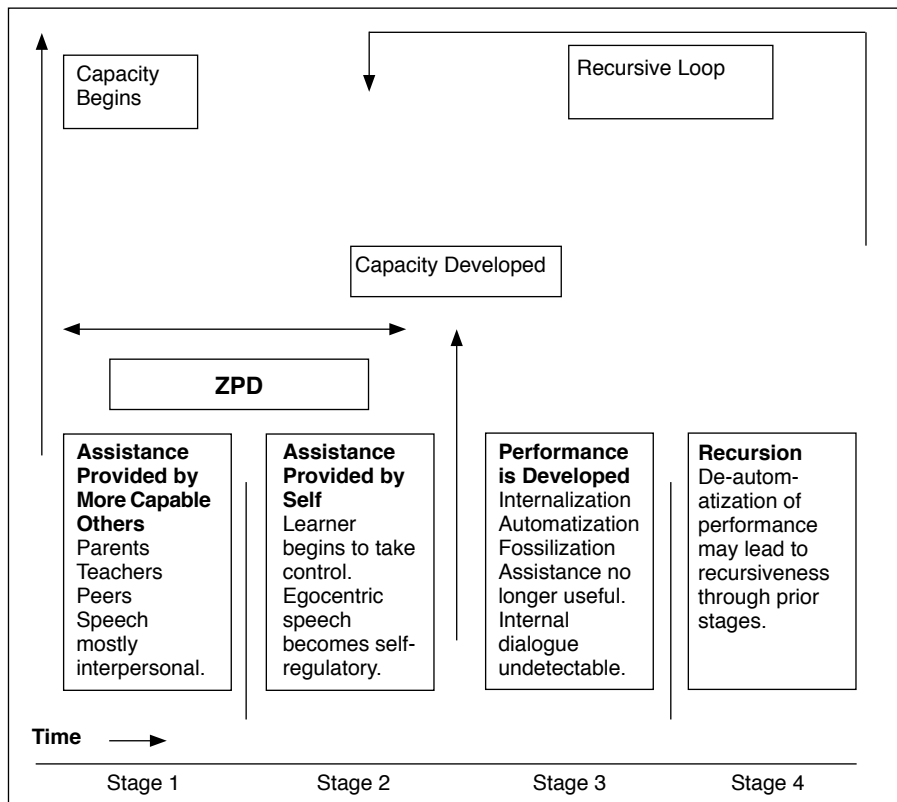 Capacity
Begins
Recursive Loop
Capacity Developed
ZPD
Assistance
Provided by
More Capable
Others
Parents
Teachers
Peers
Speech
mostly
interpersonal.
Assistance
Provided by
Self
Learner
begins to take
control.
Egocentric
speech
becomes self-
regulatory.
Performance
is Developed
Internalization
Automatization
Fossilization
Assistance no
longer useful.
Internal
dialogue
undetectable.
Recursion
De-autom-
atization of
performance
may lead to
recursiveness
through prior
stages.
Time
Stage 1
Stage 2
Stage 3
Stage 4